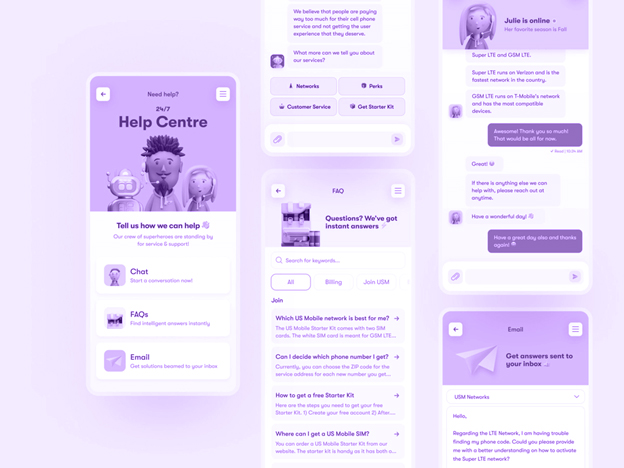 Need help?
24/7
Help Centre
Tell us how we can help
Our crew of superheroes are standing by
for service & support!
Chat
Start a conversation now!
FAQs
Find intelligent answers instantly
Email
Get solutions beamed to your inbox
We believe that people are paying
way too much for their cell phone
service and not getting the user
experience that they deserve.
What more can we tell you about
our services?
Networks
Perks
Customer Service
Get Starter Kit
FAQ
Questions? We've got
instant answers
Search for keywords...
All
Billing
Join USM
Join
Which US Mobile network is best for me?
The US Mobile Starter Kit comes with two SIM
cards. The white SIM card is meant for GSM LTE...
Can I decide which phone number I get?
Currently, you can choose the ZIP code for the
service address for each new number you get...
How to get a free Starter Kit
Here are the steps you need to get your free
Starter Kit. 1) Create your account 2) After....
Where can I get a US Mobile SIM?
You can order a US Mobile Starter Kit from our
website. The starter kit is handy as it has both a...
Julie is online
Her favorite season is Fall
Super LTE and GSM LTE.
Super LTE runs on Verizon and is the
fastest network in the country.
GSM LTE runs on T-Mobile's network
and has the most compatible
devices.
Awesome! Thank you so much!
That would be all for now.
Great!
If there is anything else we can
help with, please reach out at
anytime.
Have a wonderful day!
Have a great day also and thanks
again!
Email
Get answers sent to
your inbox
USM Networks
Hello,
Regarding the LTE Network, I am having trouble
finding my phone code. Could you please provide
me with a better understanding on how to activate
the Super LTE network?